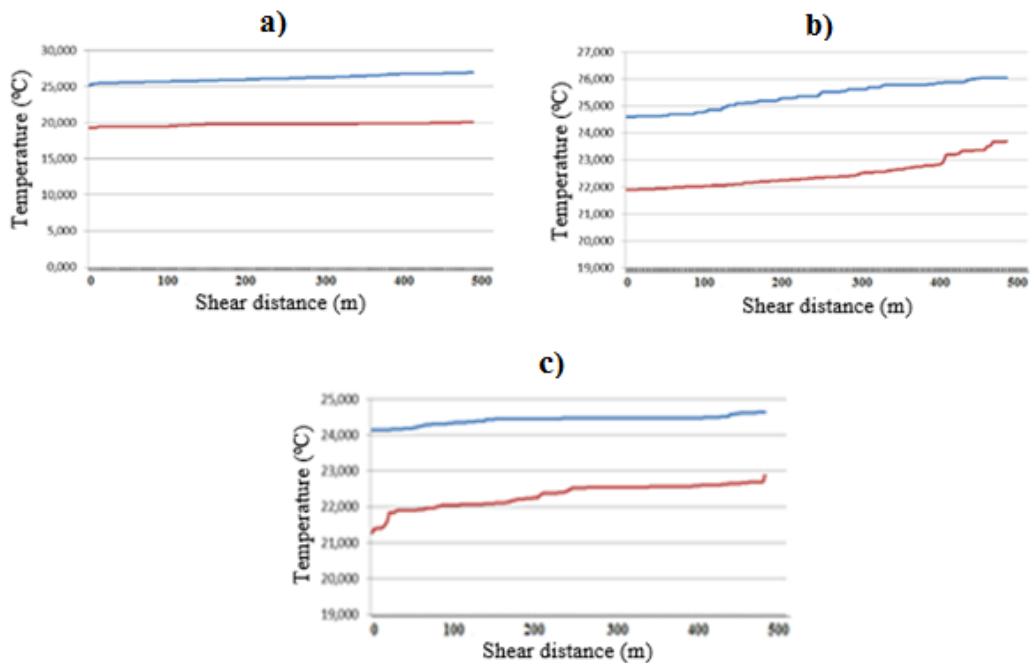 a)
30,000
25,000
20,000
15,000
10,000
5,000
0,000
Temperature (ºC)
0 100 200 300 400 500
Shear distance (m)
b)
27,000
26,000
25,000
24,000
23,000
22,000
21,000
19,000
Temperature (ºC)
0 100 200 300 400 500
Shear distance (m)
c)
25,000
24,000
23,000
22,000
21,000
20,000
19,000
Temperature (ºC)
0 100 200 300 400 500
Shear distance (m)